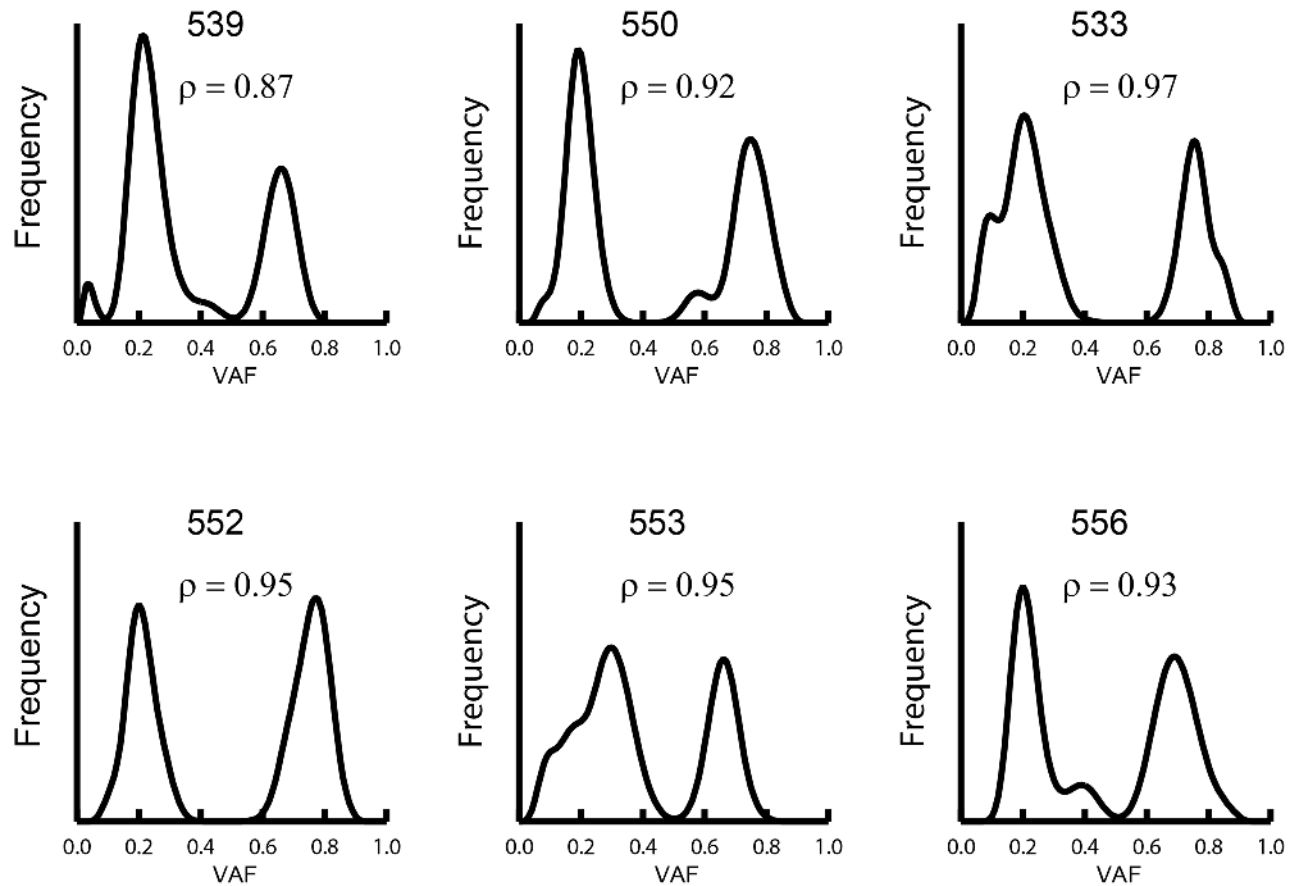 539
ρ = 0.87
Frequency
0.0 0.2 0.4 0.6 0.8 1.0
VAF
550
ρ = 0.92
Frequency
0.0 0.2 0.4 0.6 0.8 1.0
VAF
533
ρ = 0.97
Frequency
0.0 0.2 0.4 0.6 0.8 1.0
VAF
552
ρ = 0.95
Frequency
0.0 0.2 0.4 0.6 0.8 1.0
VAF
553
ρ = 0.95
Frequency
0.0 0.2 0.4 0.6 0.8 1.0
VAF
556
ρ = 0.93
Frequency
0.0 0.2 0.4 0.6 0.8 1.0
VAF